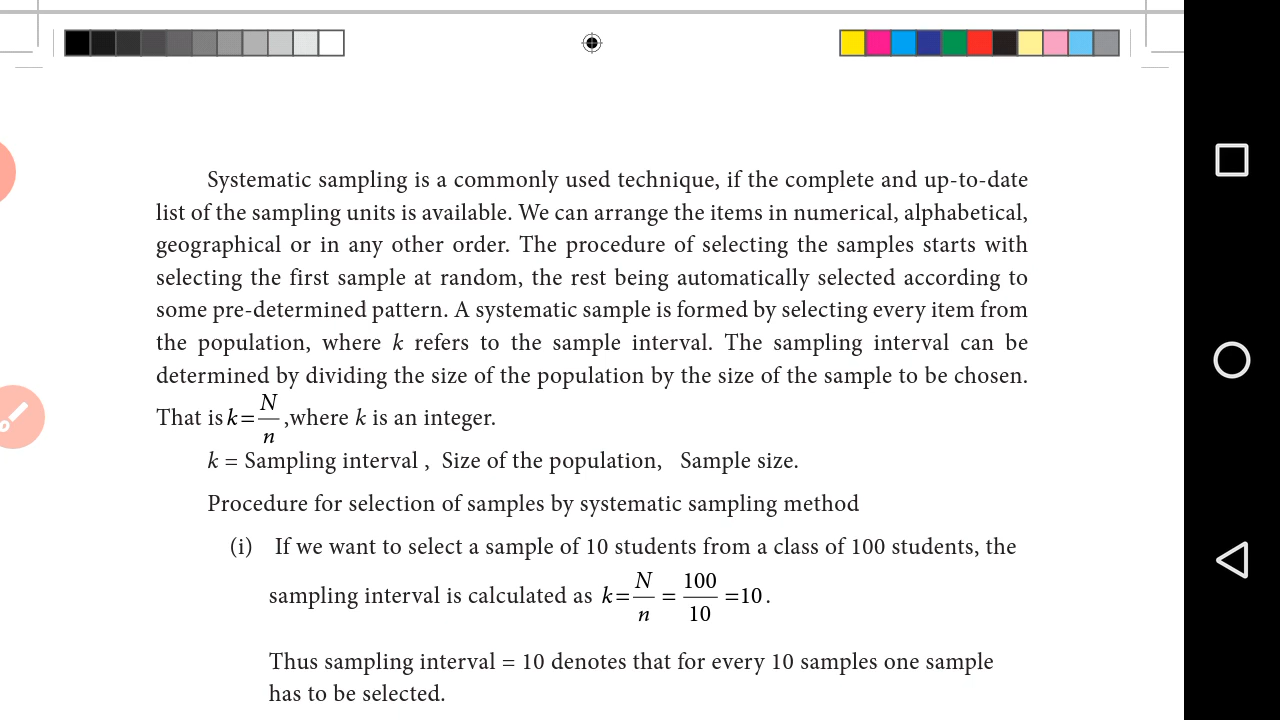 Systematic sampling is a commonly used technique, if the complete and up-to-date
list of the sampling units is available. We can arrange the items in numerical, alphabetical,
geographical or in any other order. The procedure of selecting the samples starts with
selecting the first sample at random, the rest being automatically selected according to
some pre-determined pattern. A systematic sample is formed by selecting every item from
the population, where k refers to the sample interval. The sampling interval can be
determined by dividing the size of the population by the size of the sample to be chosen.
That is k = N/n ,where k is an integer.
k = Sampling interval , Size of the population, Sample size.
Procedure for selection of samples by systematic sampling method
(i) If we want to select a sample of 10 students from a class of 100 students, the
sampling interval is calculated as k = N/n = 100/10 = 10 .
Thus sampling interval = 10 denotes that for every 10 samples one sample
has to be selected.